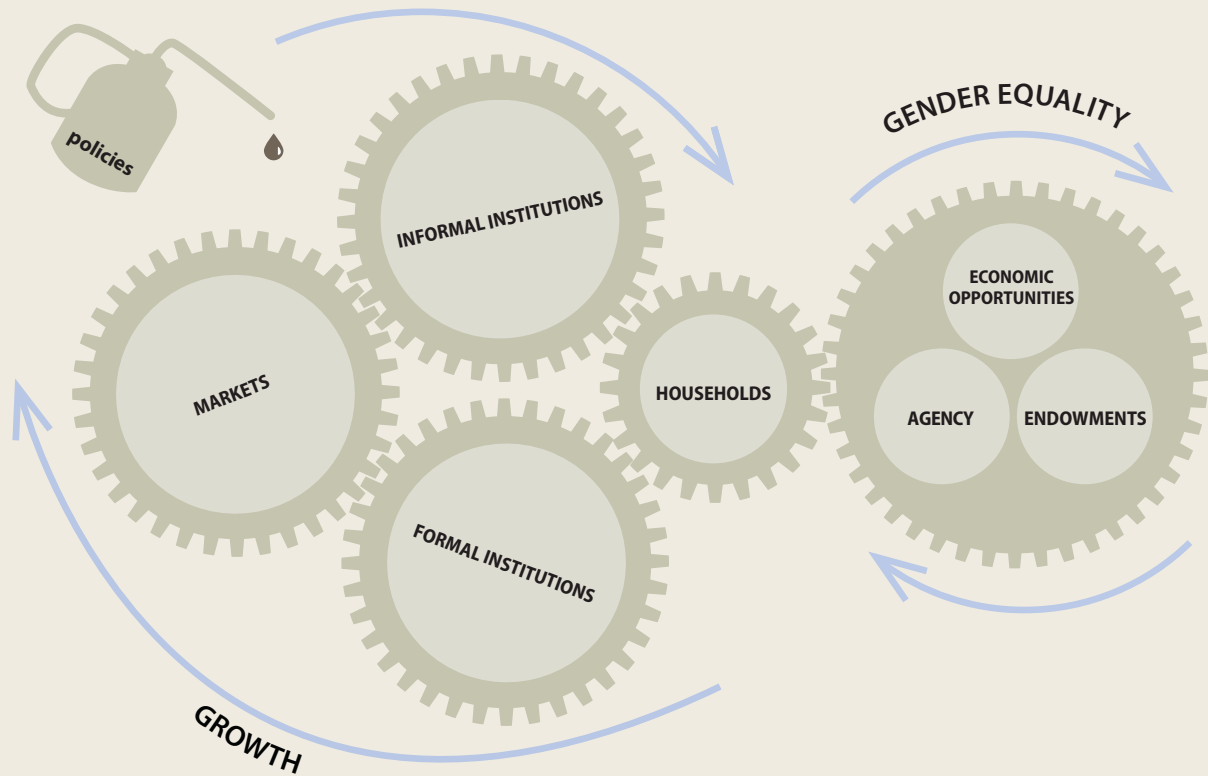 policies
INFORMAL INSTITUTIONS
GENDER EQUALITY
ECONOMIC
OPPORTUNITIES
MARKETS
HOUSEHOLDS
AGENCY
ENDOWMENTS
FORMAL INSTITUTIONS
GROWTH